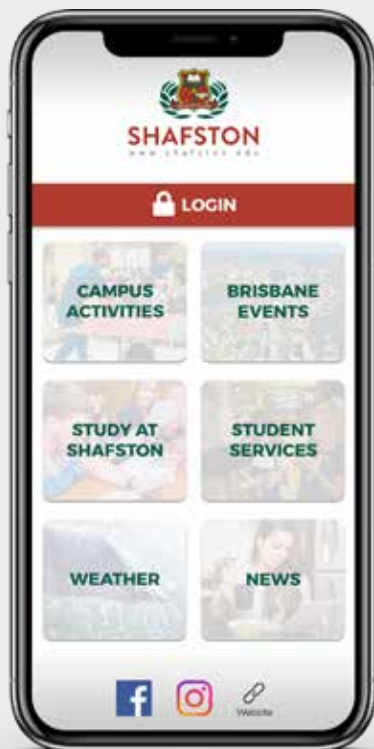 SHAFSTON
www.shafston.edu
LOGIN
CAMPUS
ACTIVITIES
BRISBANE
EVENTS
STUDY AT
SHAFSTON
STUDENT
SERVICES
WEATHER
NEWS
Website